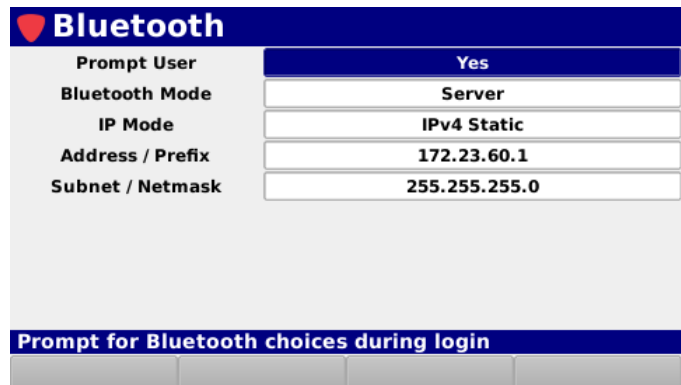 Bluetooth
Prompt User Yes
Bluetooth Mode Server
IP Mode IPv4 Static
Address / Prefix 172.23.60.1
Subnet / Netmask 255.255.255.0
Prompt for Bluetooth choices during login